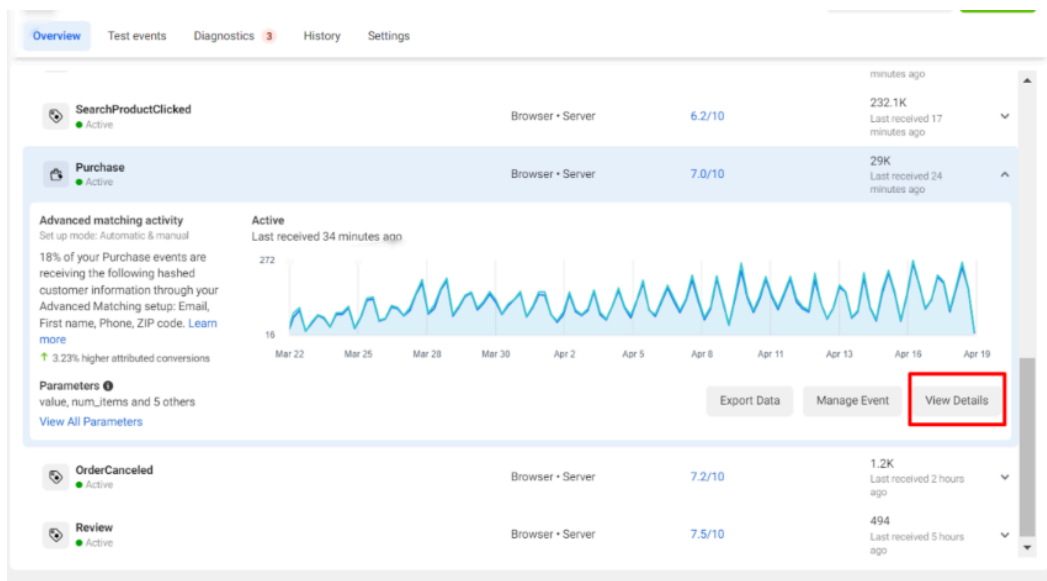 Overview Test events Diagnostics 3 History Settings
minutes ago
SearchProductClicked
Active
Browser • Server
6.2/10
232.1K
Last received 17
minutes ago
Purchase
Active
Browser • Server
7.0/10
29K
Last received 24
minutes ago
Advanced matching activity
Set up mode: Automatic & manual
18% of your Purchase events are
receiving the following hashed
customer information through your
Advanced Matching setup: Email,
First name, Phone, ZIP code. Learn
more
↑ 3.23% higher attributed conversions
Parameters
value, num_items and 5 others
View All Parameters
Active
Last received 34 minutes ago
272
16
Mar 22 Mar 25 Mar 28 Mar 30 Apr 2 Apr 5 Apr 8 Apr 11 Apr 13 Apr 16 Apr 19
Export Data Manage Event View Details
OrderCanceled
Active
Browser • Server
7.2/10
1.2K
Last received 2 hours
ago
Review
Active
Browser • Server
7.5/10
494
Last received 5 hours
ago